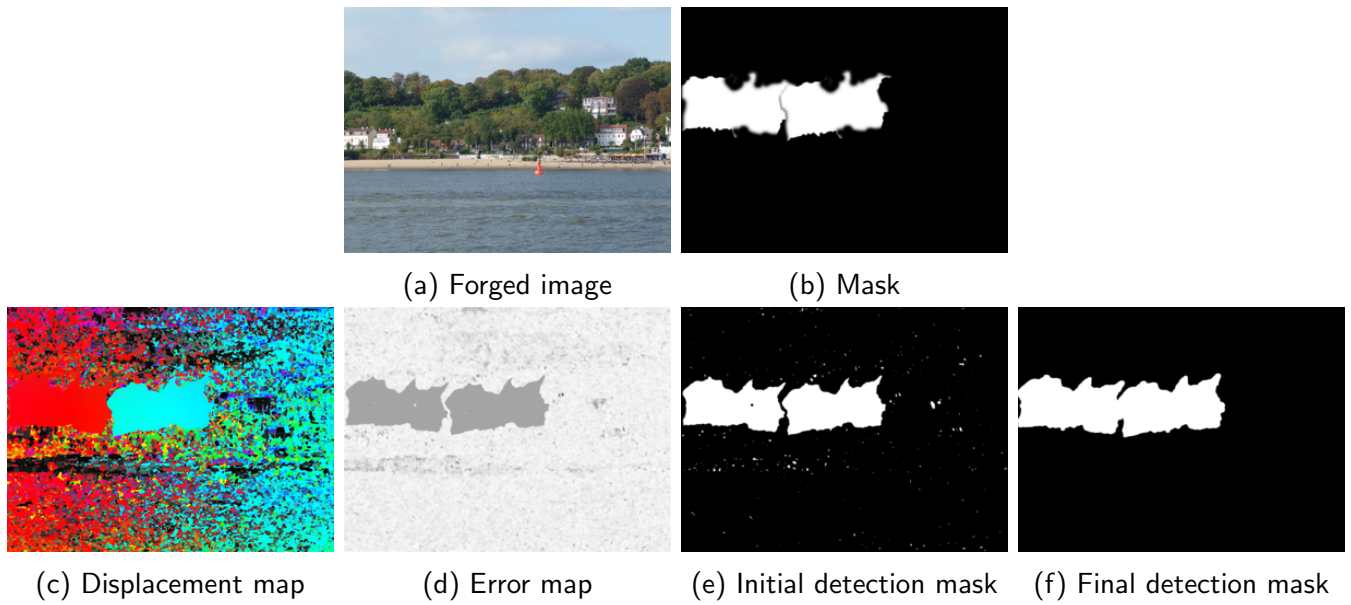 (a) Forged image
(b) Mask
(c) Displacement map
(d) Error map
(e) Initial detection mask
(f) Final detection mask